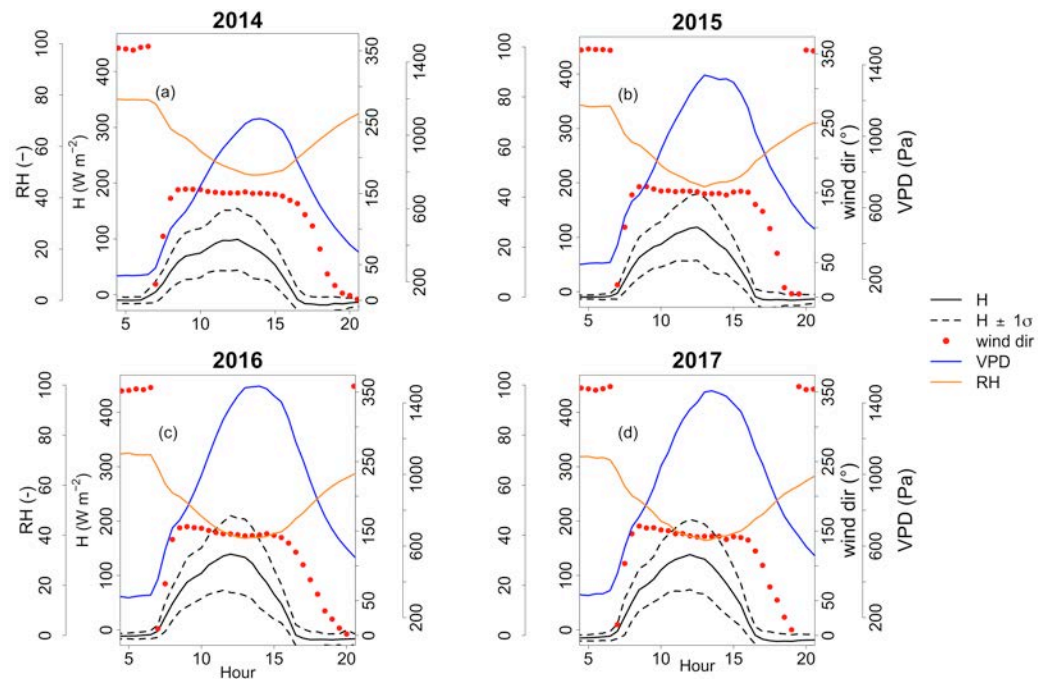 2014
2015
(a)
(b)
RH (−)
0 20 40 60 80 100
H (W m−2)
0 100 200 300 400
0 50 150 250 350
200 600 1000 1400
5 10 15 20
0 20 40 60 80 100
0 100 200 300 400
0 50 150 250 350
wind dir (°)
200 600 1000 1400
VPD (Pa)
5 10 15 20
H
H ± 1σ
wind dir
VPD
RH
2016
2017
(c)
(d)
RH (-)
0 20 40 60 80 100
H (W m−2)
0 100 200 300 400
0 50 150 250 350
200 600 1000 1400
5 10 15 20
Hour
0 20 40 60 80 100
0 100 200 300 400
0 50 150 250 350
wind dir (°)
200 600 1000 1400
VPD (Pa)
5 10 15 20
Hour